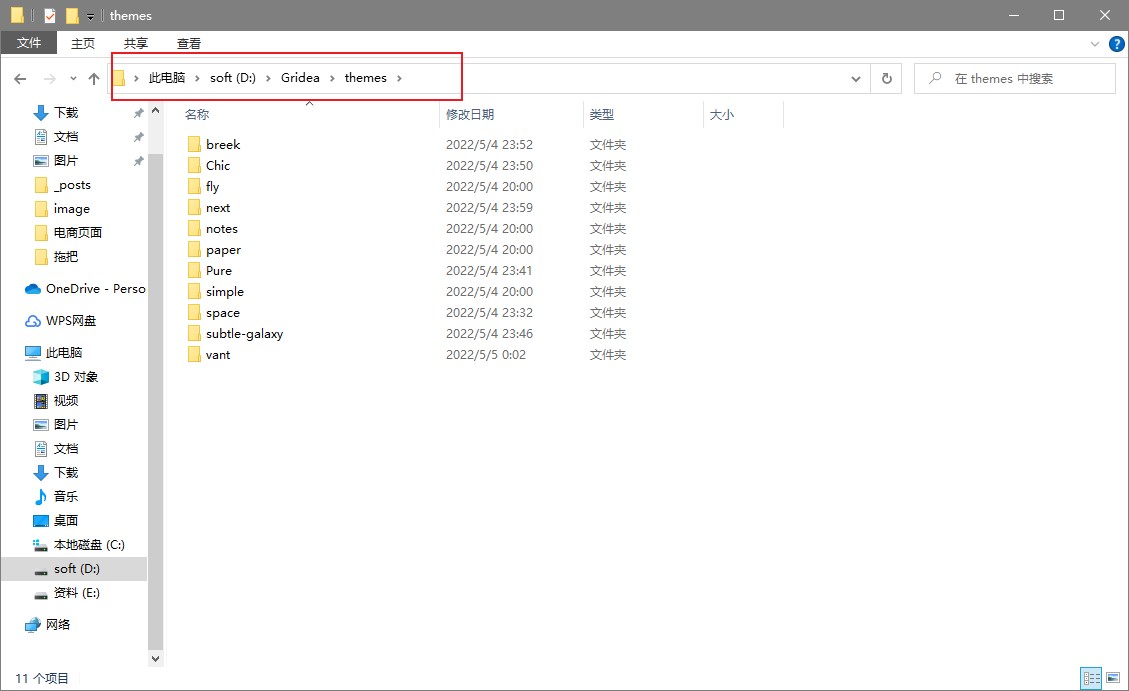 themes
文件 主页 共享 查看
此电脑 › soft (D:) › Gridea › themes ›
在 themes 中搜索
名称 修改日期 类型 大小
下载
文档
图片
_posts
image
电商页面
拖把
OneDrive - Perso
WPS网盘
此电脑
3D 对象
视频
图片
文档
下载
音乐
桌面
本地磁盘 (C:)
soft (D:)
资料 (E:)
网络
breek 2022/5/4 23:52 文件夹
Chic 2022/5/4 23:50 文件夹
fly 2022/5/4 20:00 文件夹
next 2022/5/4 23:59 文件夹
notes 2022/5/4 20:00 文件夹
paper 2022/5/4 20:00 文件夹
Pure 2022/5/4 23:41 文件夹
simple 2022/5/4 20:00 文件夹
space 2022/5/4 23:32 文件夹
subtle-galaxy 2022/5/4 23:46 文件夹
vant 2022/5/5 0:02 文件夹
11 个项目